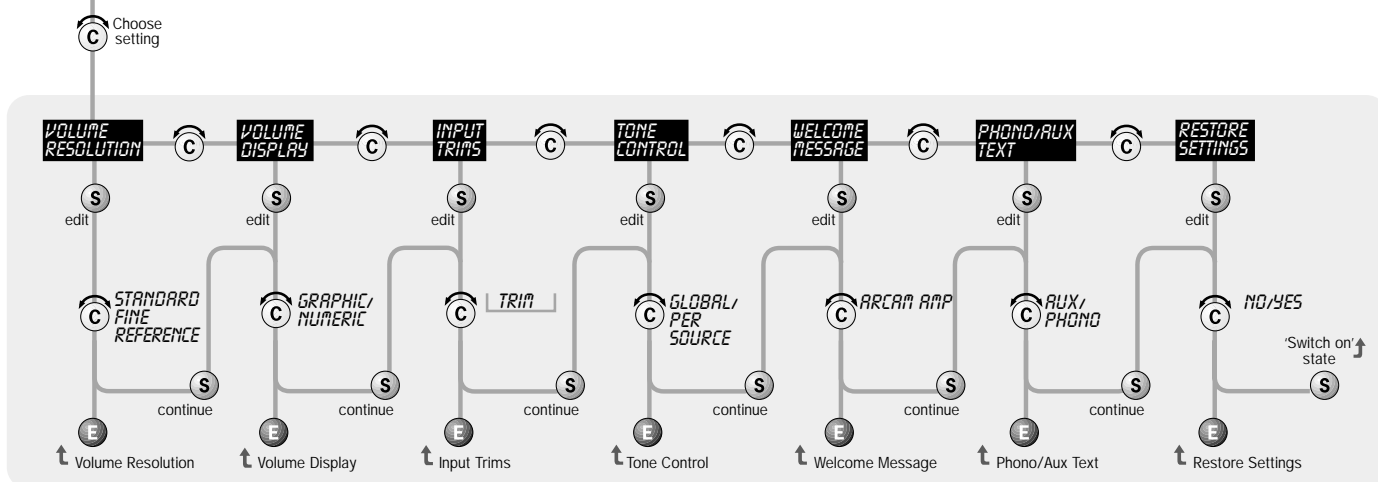 C
Choose
setting
VOLUME
RESOLUTION
C
VOLUME
DISPLAY
C
INPUT
TRIMS
C
TONE
CONTROL
C
WELCOME
MESSAGE
C
PHONO/AUX
TEXT
C
RESTORE
SETTINGS
S
edit
S
edit
S
edit
S
edit
S
edit
S
edit
S
edit
C
STANDARD
FINE
REFERENCE
C
GRAPHIC/
NUMERIC
C
TRIM
C
GLOBAL/
PER
SOURCE
C
ARCAM AMP
C
AUX/
PHONO
C
NO/YES
'Switch on'
state
S
continue
S
continue
S
continue
S
continue
S
continue
S
continue
S
E
Volume Resolution
E
Volume Display
E
Input Trims
E
Tone Control
E
Welcome Message
E
Phono/Aux Text
E
Restore Settings